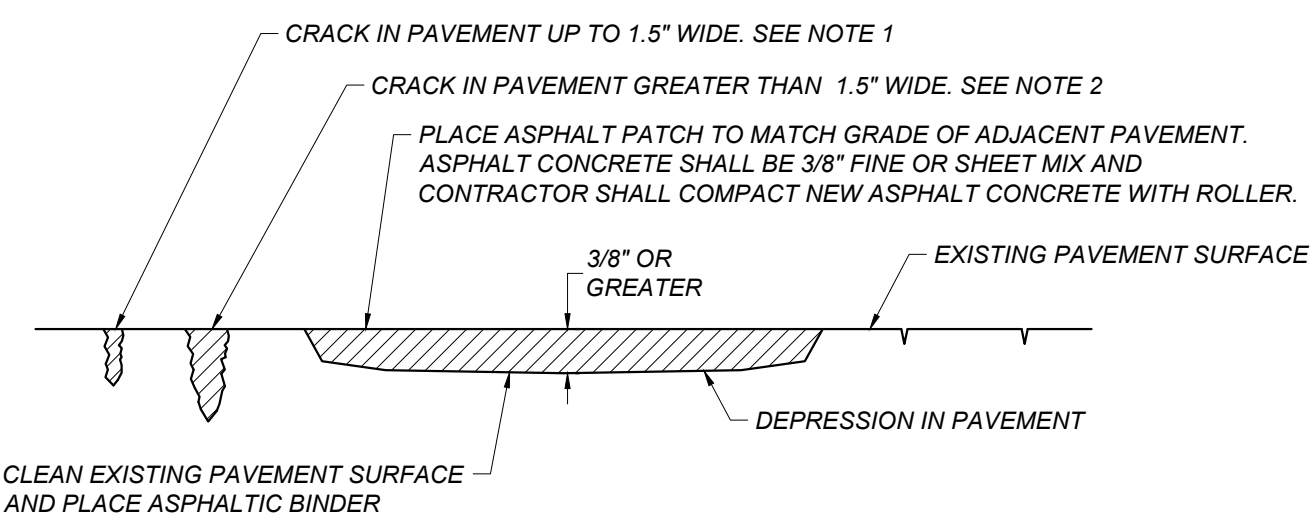 CRACK IN PAVEMENT UP TO 1.5" WIDE. SEE NOTE 1
CRACK IN PAVEMENT GREATER THAN 1.5" WIDE. SEE NOTE 2
PLACE ASPHALT PATCH TO MATCH GRADE OF ADJACENT PAVEMENT.
ASPHALT CONCRETE SHALL BE 3/8" FINE OR SHEET MIX AND
CONTRACTOR SHALL COMPACT NEW ASPHALT CONCRETE WITH ROLLER.
3/8" OR
GREATER
EXISTING PAVEMENT SURFACE
DEPRESSION IN PAVEMENT
CLEAN EXISTING PAVEMENT SURFACE
AND PLACE ASPHALTIC BINDER